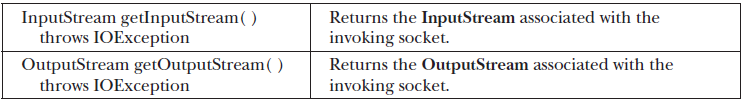 InputStream getInputStream( )
throws IOException
Returns the InputStream associated with the
invoking socket.
OutputStream getOutputStream( )
throws IOException
Returns the OutputStream associated with the
invoking socket.